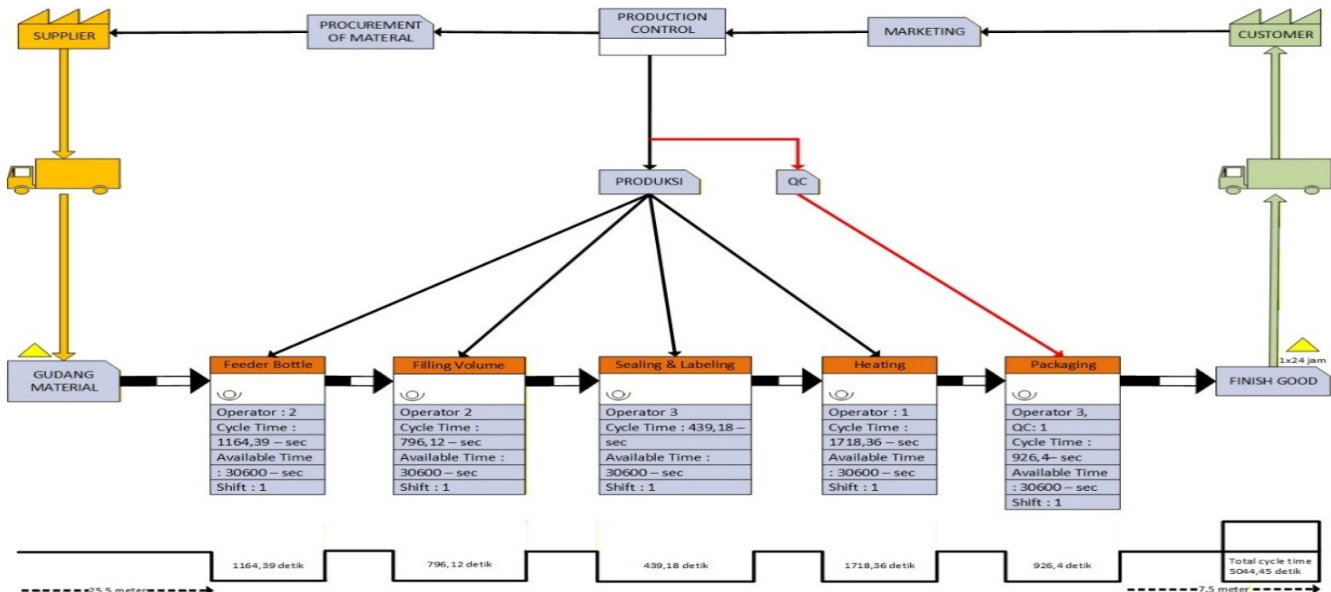 SUPPLIER
PROCUREMENT
OF MATERAL
PRODUCTION
CONTROL
MARKETING
CUSTOMER
PRODUKSI
QC
GUDANG
MATERIAL
1x24 jam
FINISH GOOD
Feeder Bottle
Operator : 2
Cycle Time :
1164,39 – sec
Available Time
: 30600 – sec
Shift : 1
Filling Volume
Operator 2
Cycle Time :
796,12 – sec
Available Time :
30600 – sec
Shift : 1
Sealing & Labeling
Operator 3
Cycle Time : 439,18 –
sec
Available Time :
30600 – sec
Shift : 1
Heating
Operator : 1
Cycle Time :
1718,36 – sec
Available Time
: 30600 – sec
Shift : 1
Packaging
Operator 3,
QC: 1
Cycle Time :
926,4– sec
Available Time
: 30600 – sec
Shift : 1
1164,39 detik
796,12 detik
439,18 detik
1718,36 detik
926,4 detik
Total cycle time
5044,45 detik
25,5 meter
7,5 meter